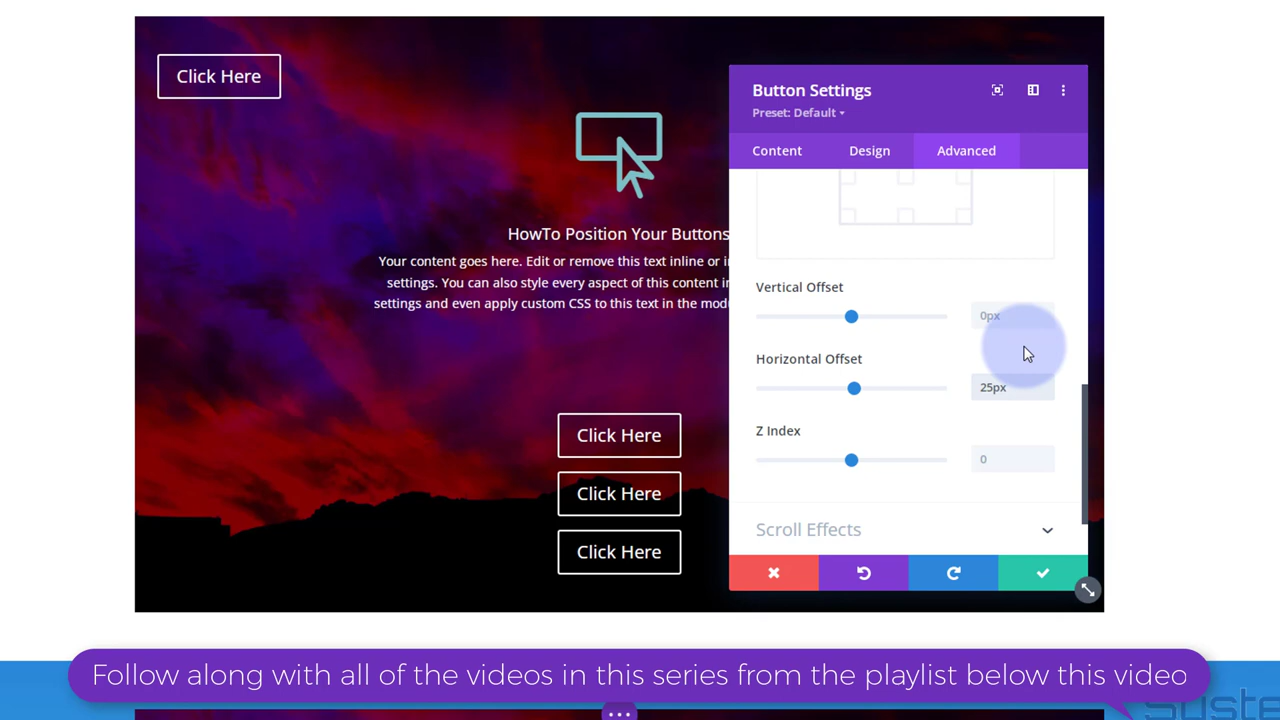 Click Here
HowTo Position Your Buttons
Your content goes here. Edit or remove this text inline or
settings. You can also style every aspect of this content
settings and even apply custom CSS to this text in the
Click Here
Click Here
Click Here
Button Settings
Preset: Default
Content
Design
Advanced
Vertical Offset
0px
Horizontal Offset
25px
Z Index
0
Scroll Effects
Follow along with all of the videos in this series from the playlist below this video